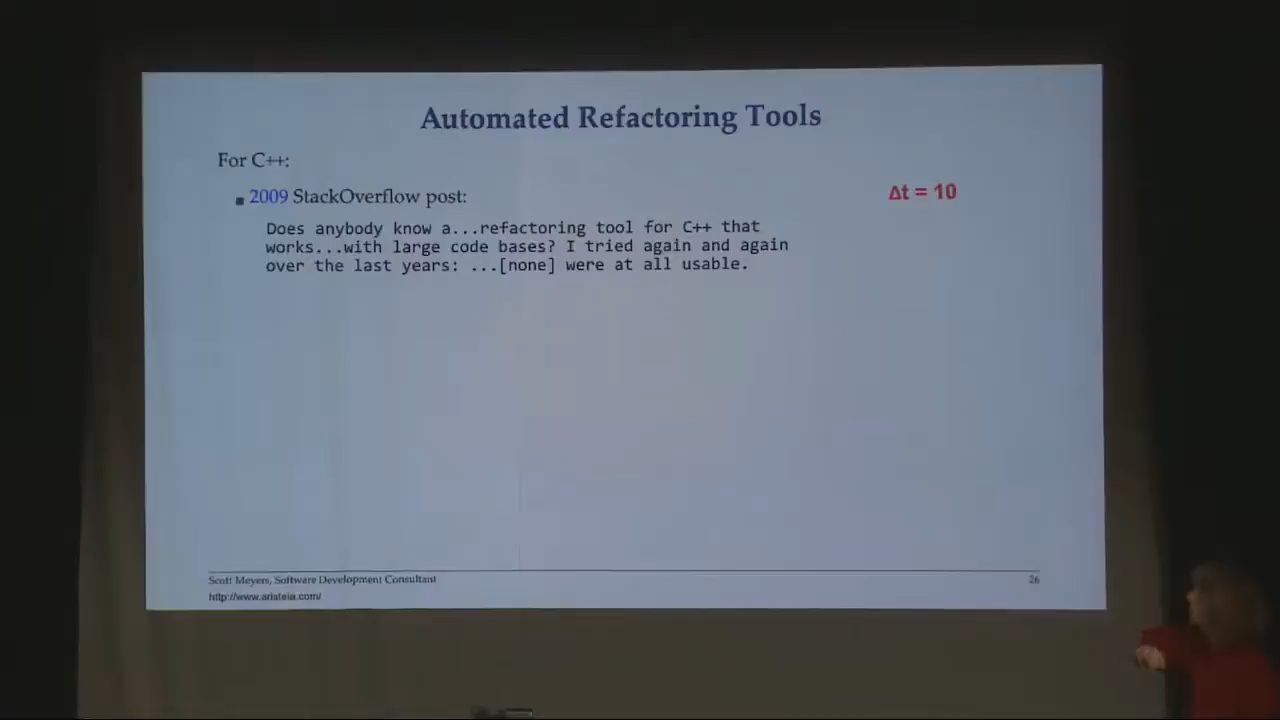 Automated Refactoring Tools
For C++:
2009 StackOverflow post:
Δt = 10
Does anybody know a...refactoring tool for C++ that
works...with large code bases? I tried again and again
over the last years: ...[none] were at all usable.
Scott Meyers, Software Development Consultant
26
http://www.aristeia.com/